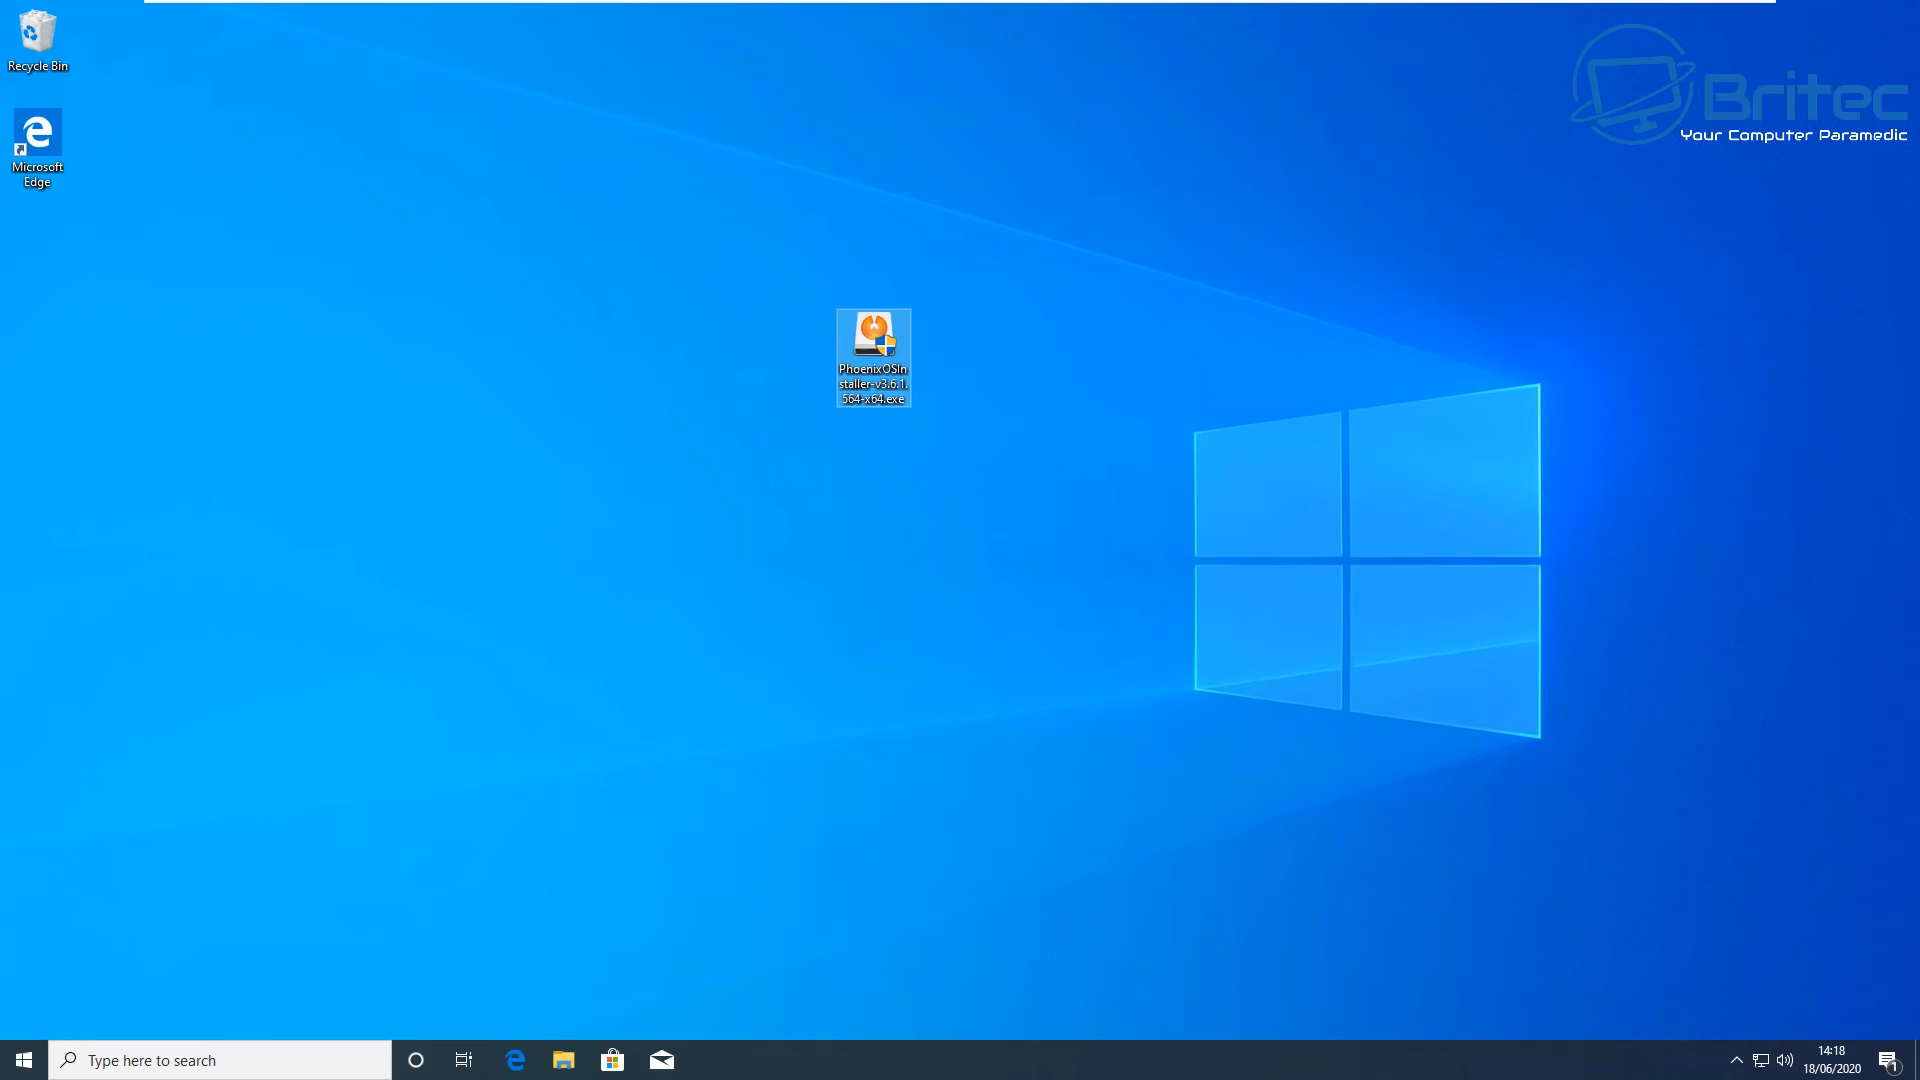 Recycle Bin
Britec
Your Computer Paramedic
Microsoft
Edge
PhoenixOSIn
staller-v3.6.1.
564-x64.exe
Type here to search
14:18
18/06/2020
1